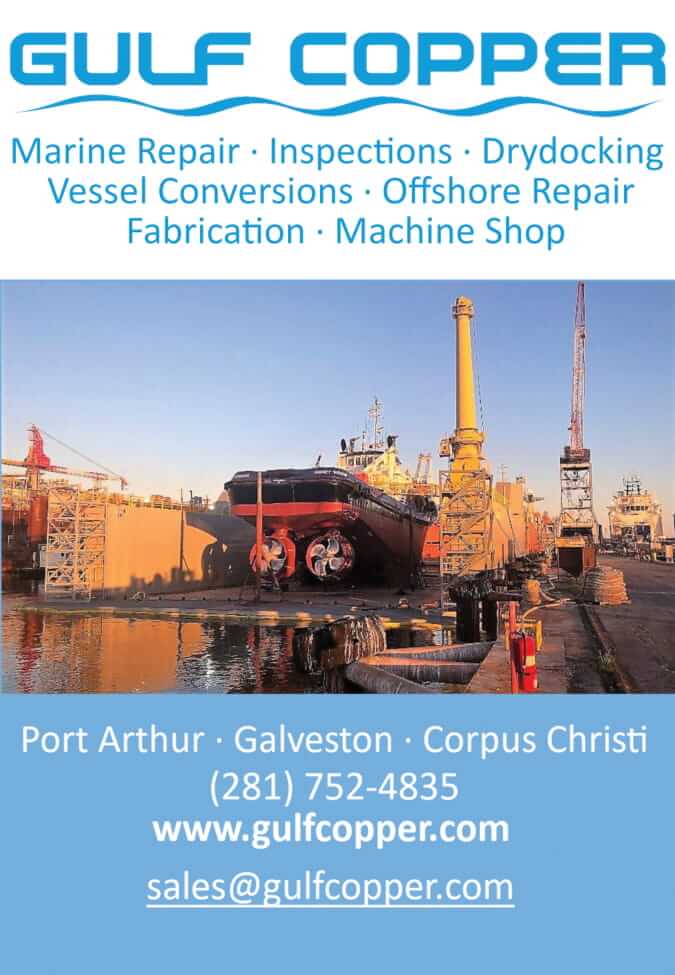 GULF COPPER
Marine Repair · Inspections · Drydocking
Vessel Conversions · Offshore Repair
Fabrication · Machine Shop
Port Arthur · Galveston · Corpus Christi
(281) 752-4835
www.gulfcopper.com
sales@gulfcopper.com